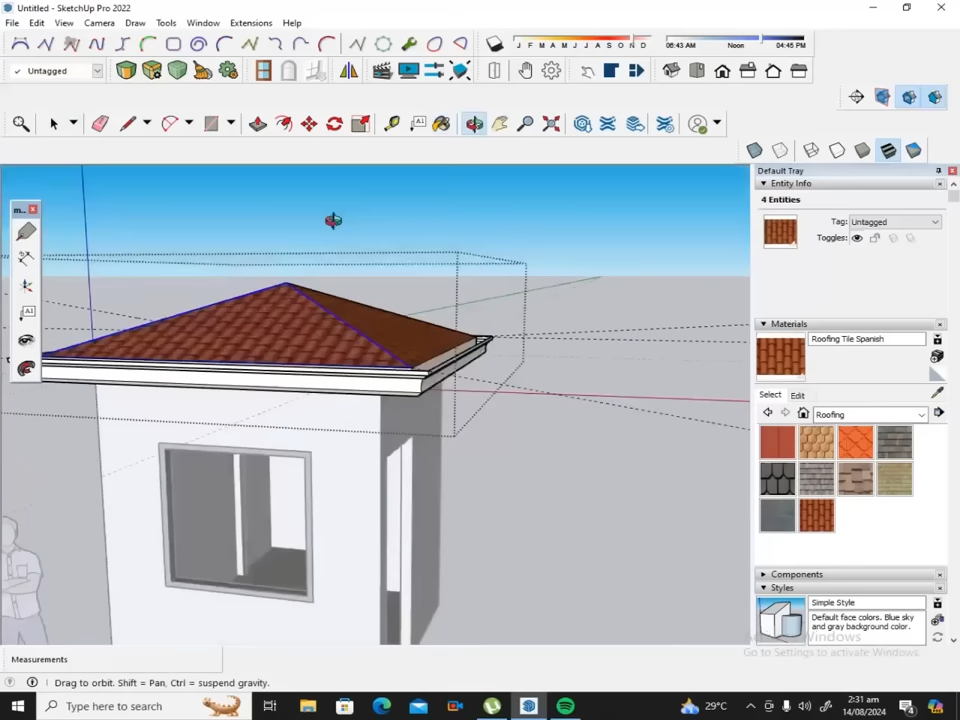 Untitled - SketchUp Pro 2022
File Edit View Camera Draw Tools Window Extensions Help
J F M A M J J A S O N D
06:43 AM Noon 04:45 PM
Untagged
A1
m...
A1
Default Tray
Entity Info
4 Entities
Tag: Untagged
Toggles:
Materials
Roofing Tile Spanish
Select Edit
Roofing
Components
Styles
Simple Style
Default face colors. Blue sky
and gray background color.
Activate Windows
Go to Settings to activate Windows.
Measurements
Drag to orbit. Shift = Pan, Ctrl = suspend gravity.
Type here to search
29°C
2:31 am
14/08/2024
4